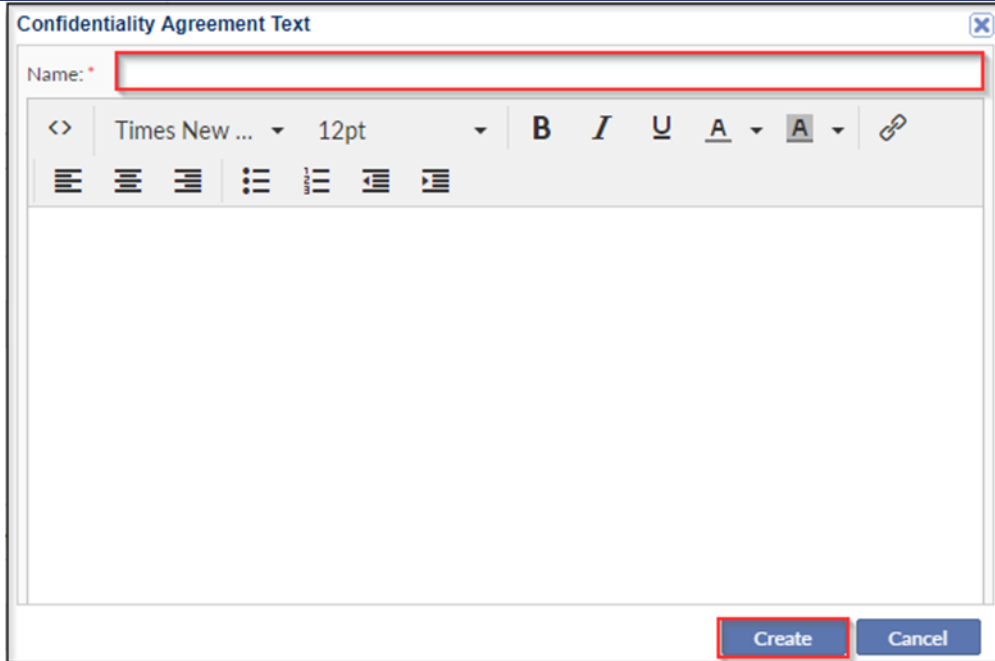 Confidentiality Agreement Text
Name: *
<> Times New ... 12pt B I U A A
Create Cancel